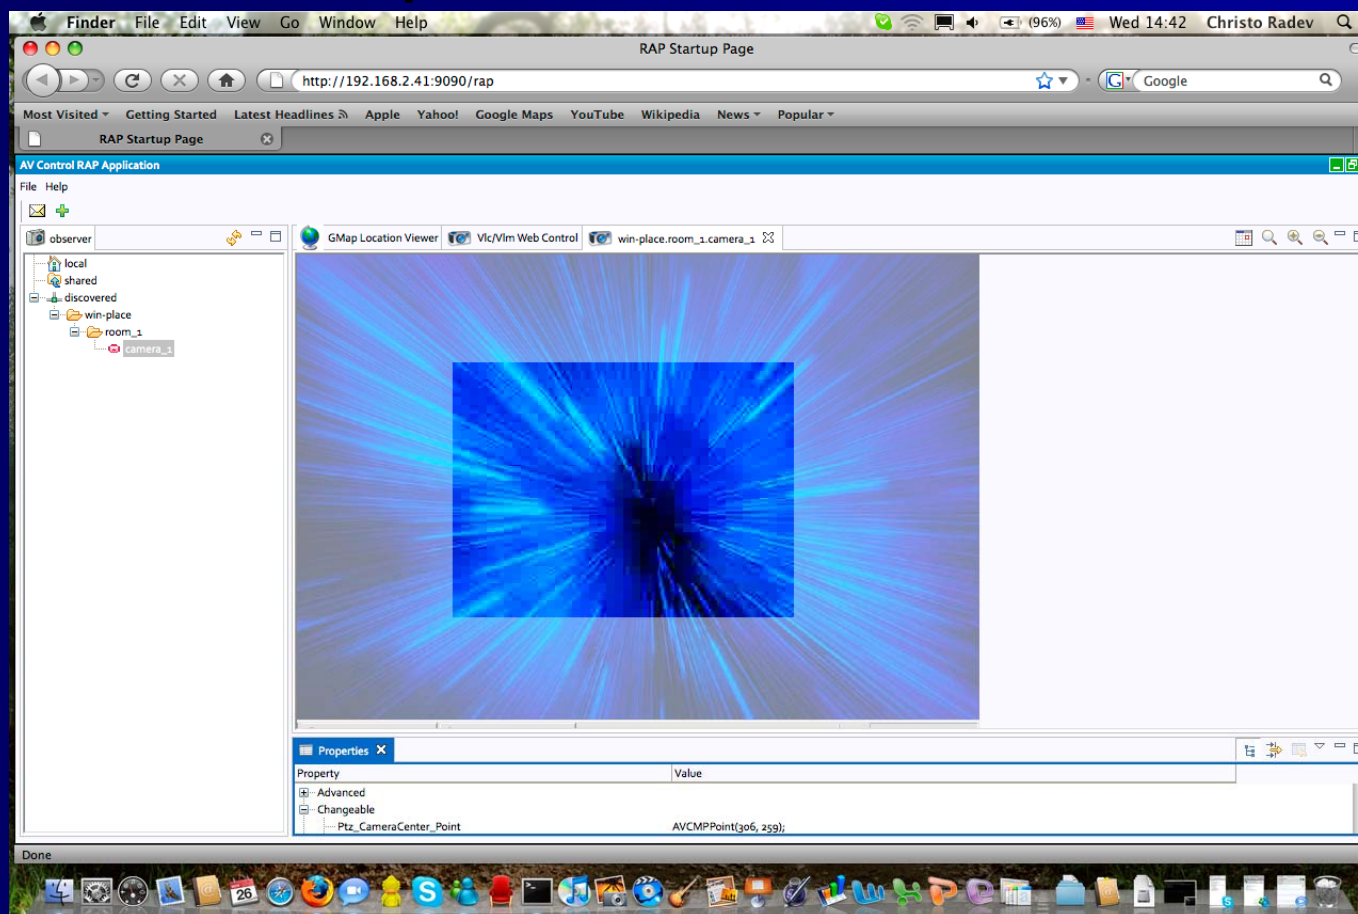 Finder File Edit View Go Window Help (96%) Wed 14:42 Christo Radev
RAP Startup Page
http://192.168.2.41:9090/rap
Google
Most Visited Getting Started Latest Headlines Apple Yahoo! Google Maps YouTube Wikipedia News Popular
RAP Startup Page
AV Control RAP Application
File Help
observer
GMap Location Viewer Vlc/Vlm Web Control win-place.room_1.camera_1
local
shared
discovered
win-place
room_1
camera_1
Properties
Property Value
Advanced
Changeable
Ptz_CameraCenter_Point AVCMPPoint(306, 259);
Done
26